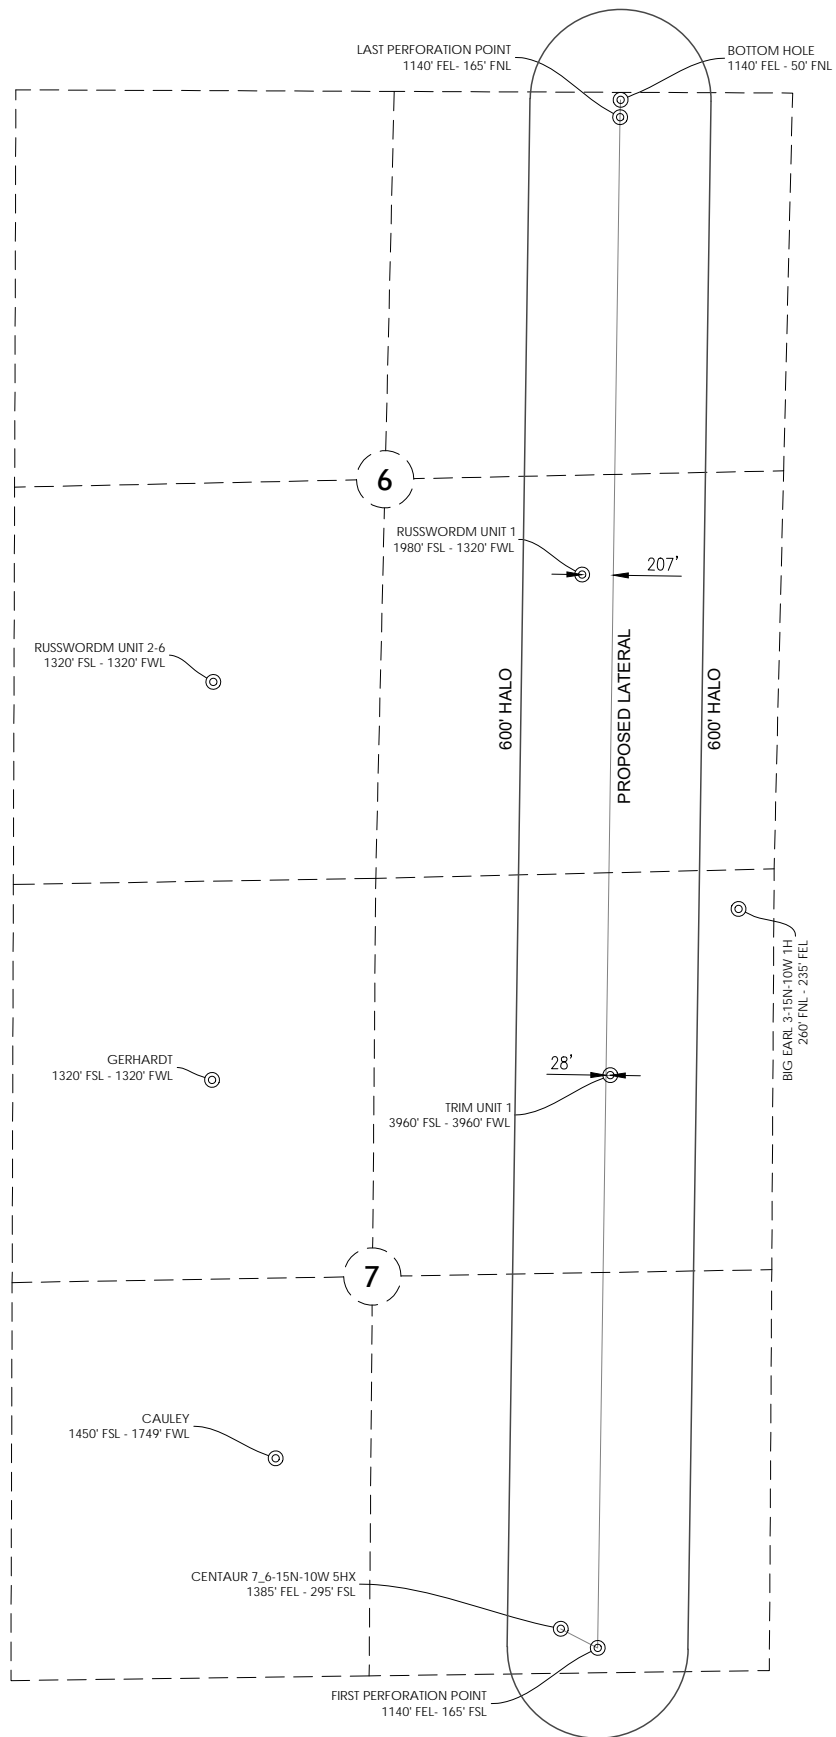 LAST PERFORATION POINT
1140' FEL- 165' FNL
BOTTOM HOLE
1140' FEL - 50' FNL
6
RUSSWORDM UNIT 1
1980' FSL - 1320' FWL
207'
RUSSWORDM UNIT 2-6
1320' FSL - 1320' FWL
600' HALO
PROPOSED LATERAL
600' HALO
BIG EARL 3-15N-10W 1H
260' FNL - 235' FEL
GERHARDT
1320' FSL - 1320' FWL
28'
TRIM UNIT 1
3960' FSL - 3960' FWL
7
CAULEY
1450' FSL - 1749' FWL
CENTAUR 7_6-15N-10W 5HX
1385' FEL - 295' FSL
FIRST PERFORATION POINT
1140' FEL- 165' FSL